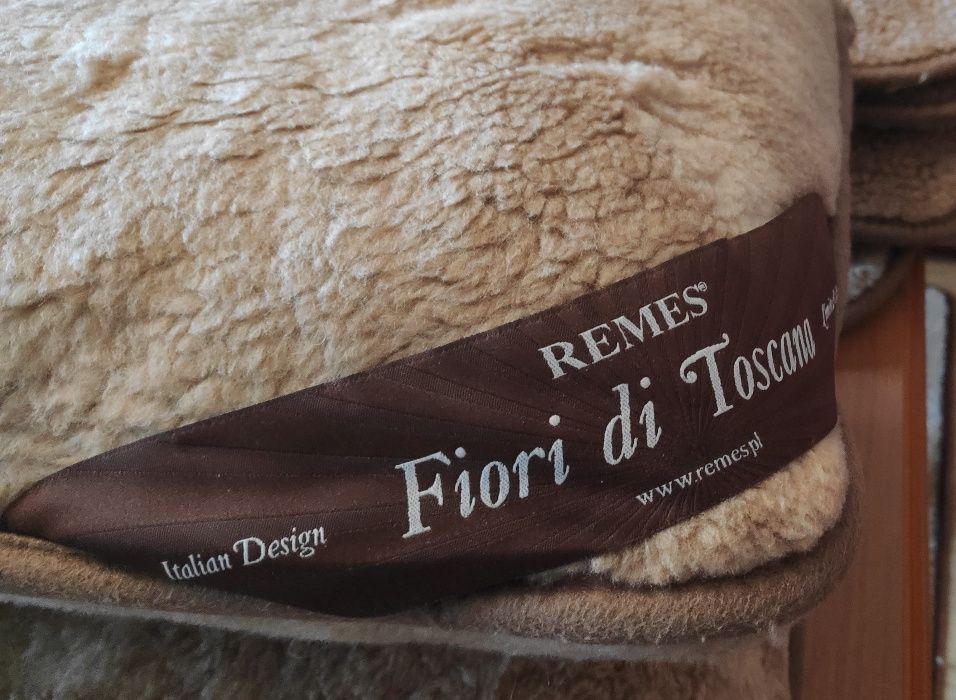 REMES®
Fiori di Toscana
www.remes.pl
Italian Design